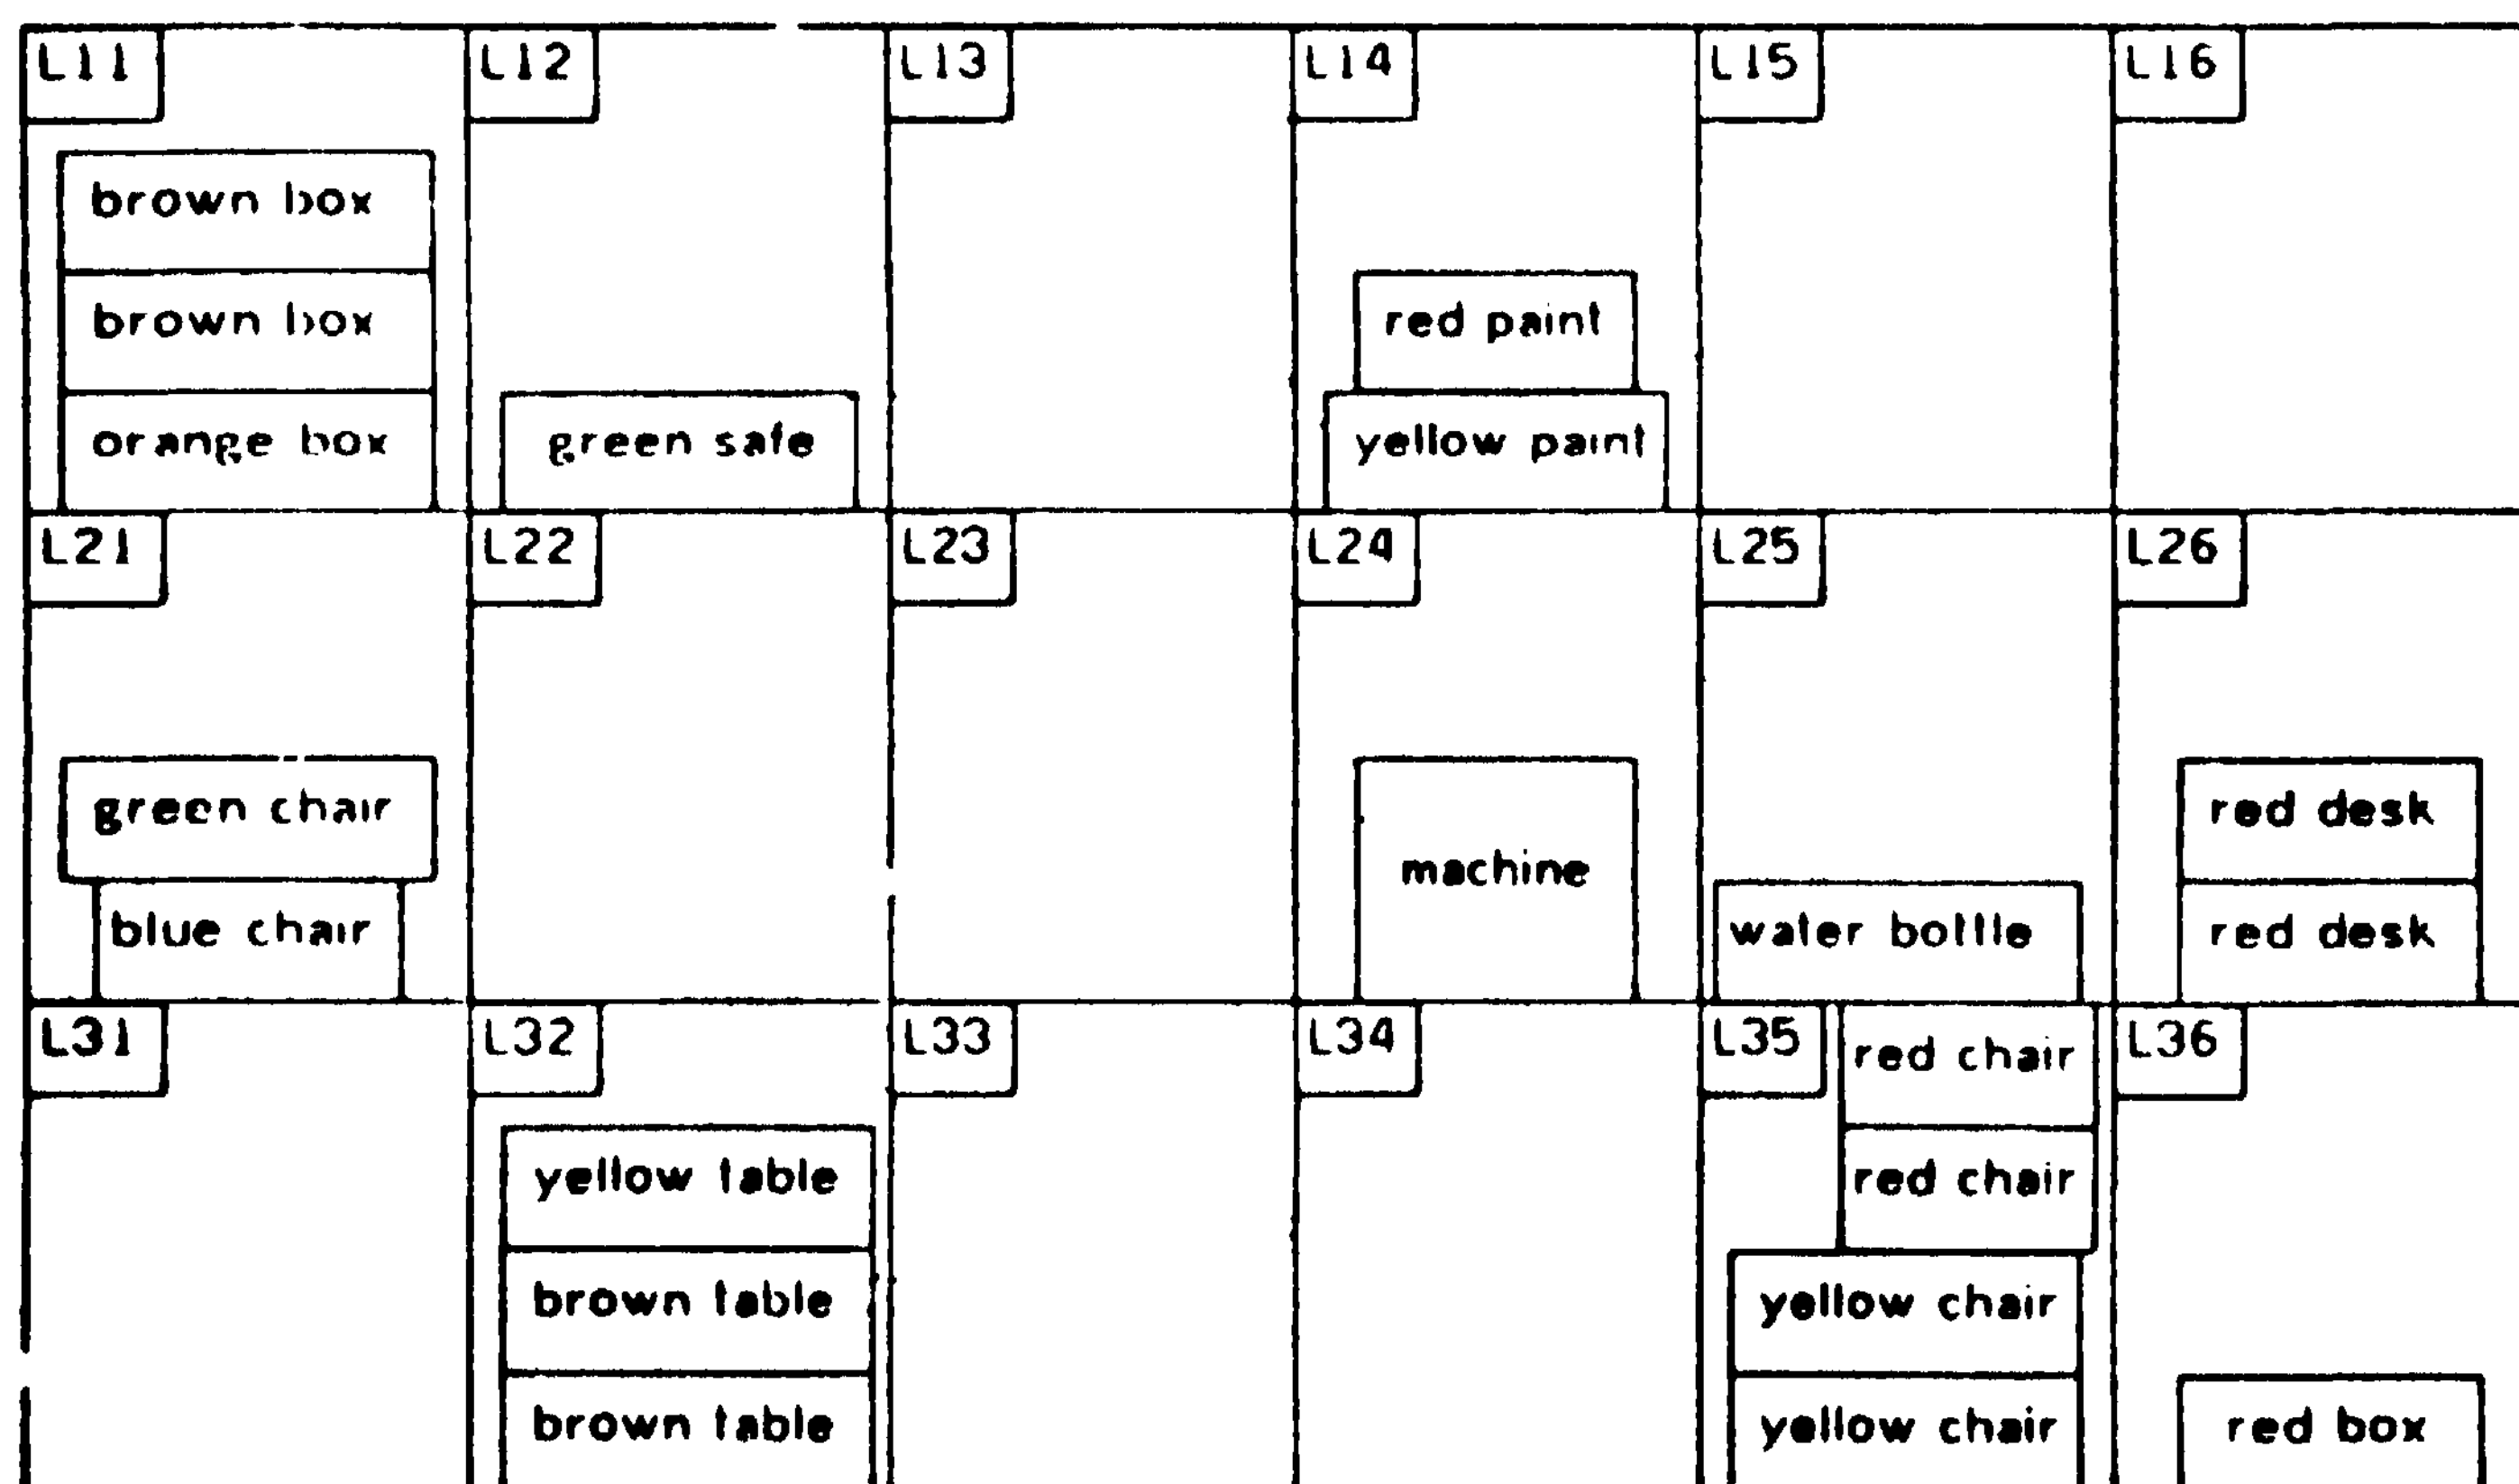 L11
brown box
brown box
orange box
L12
green safe
L13
L14
red paint
yellow paint
L15
L16
L21
green chair
blue chair
L22
L23
L24
machine
L25
water bottle
L26
red desk
red desk
L31
L32
yellow table
brown table
brown table
L33
L34
L35
red chair
red chair
yellow chair
yellow chair
L36
red box